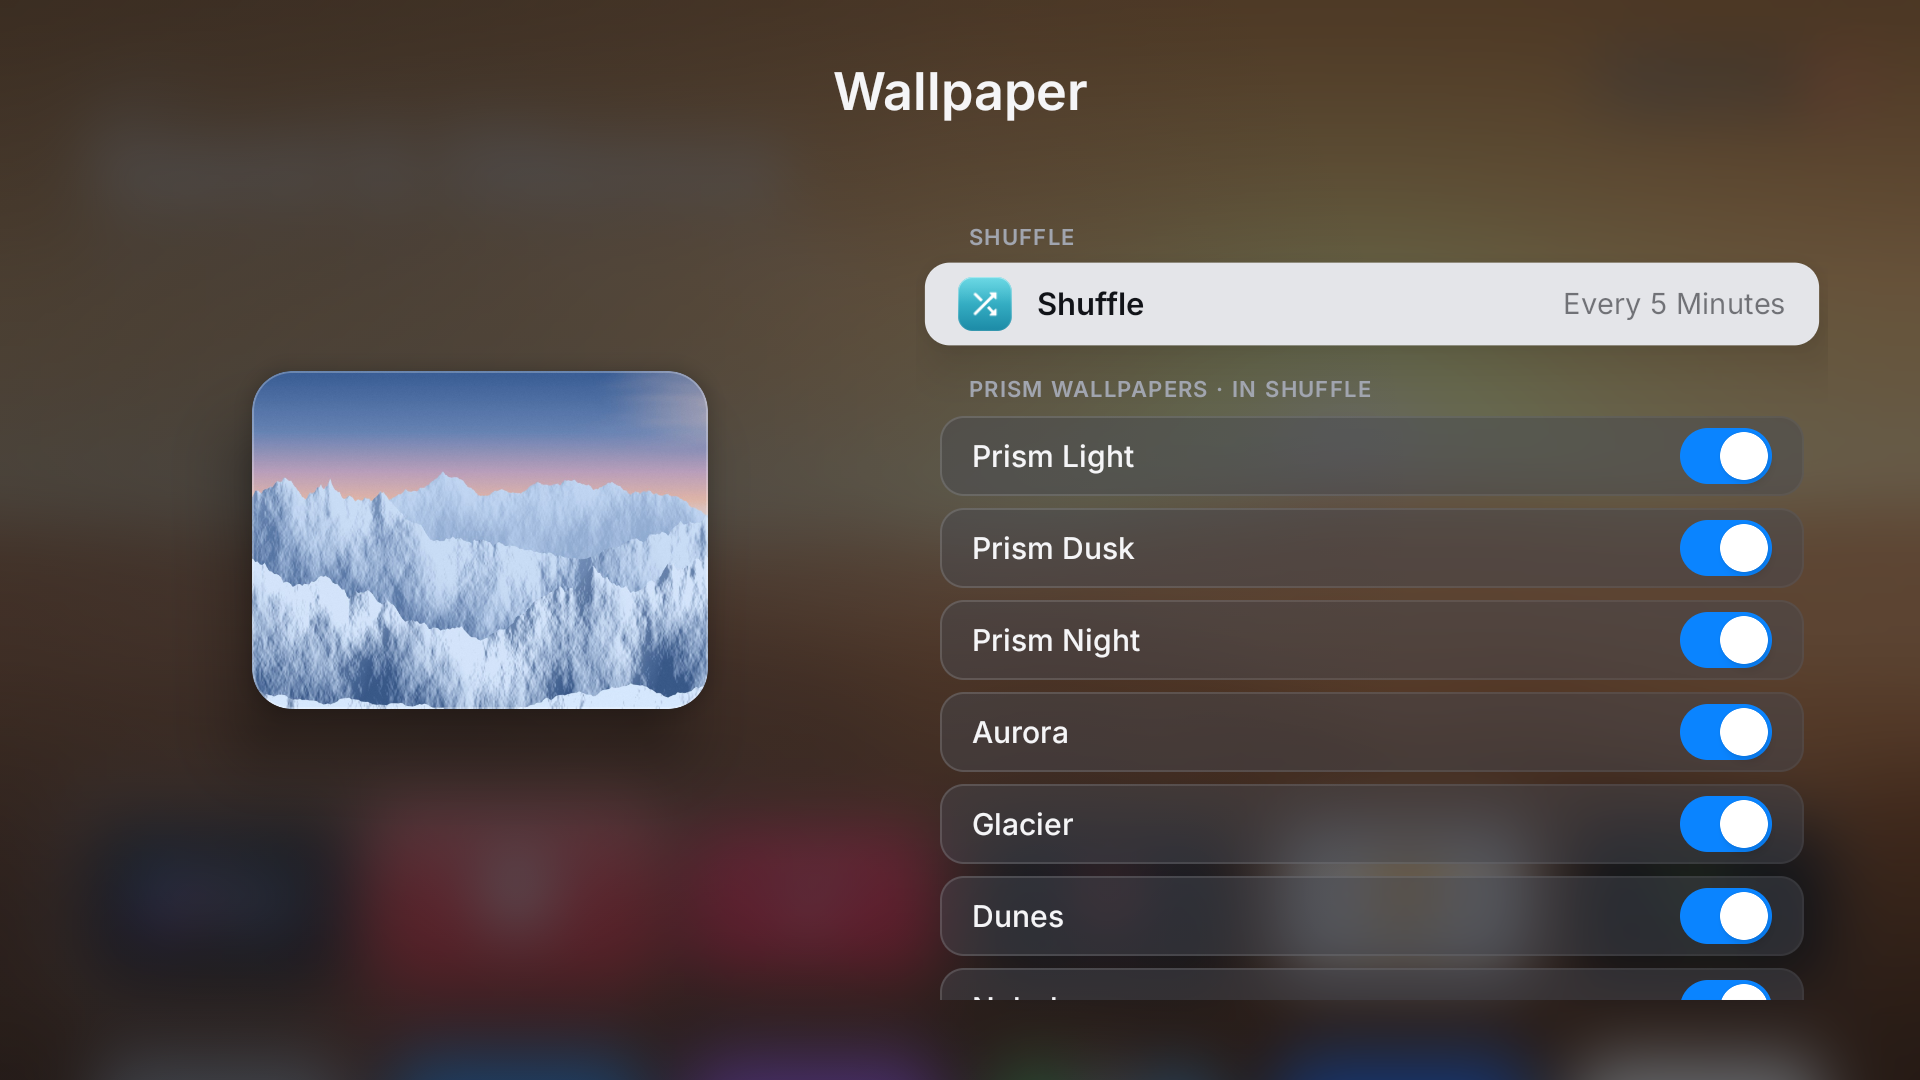 Wallpaper
SHUFFLE
Shuffle
Every 5 Minutes
PRISM WALLPAPERS · IN SHUFFLE
Prism Light
Prism Dusk
Prism Night
Aurora
Glacier
Dunes